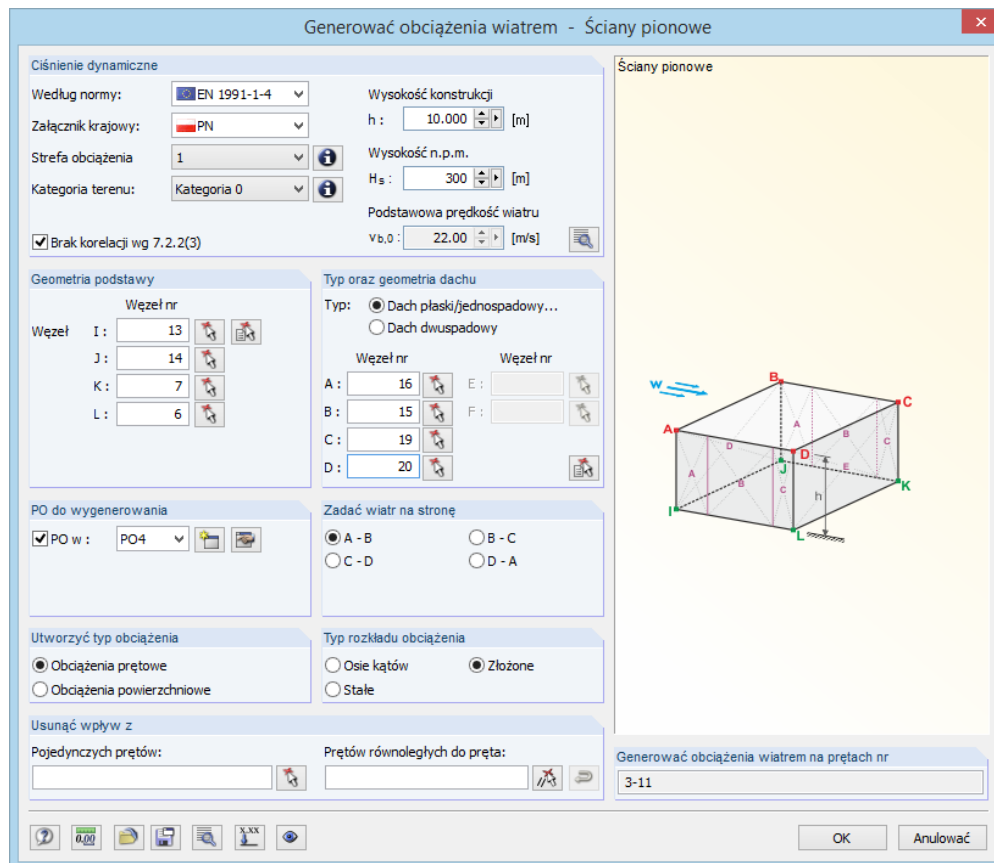 Generować obciążenia wiatrem - Ściany pionowe
Ciśnienie dynamiczne
Według normy: EN 1991-1-4
Załącznik krajowy: PN
Strefa obciążenia 1
Kategoria terenu: Kategoria 0
Brak korelacji wg 7.2.2(3)
Wysokość konstrukcji
h : 10.000 [m]
Wysokość n.p.m.
Hs : 300 [m]
Podstawowa prędkość wiatru
vb,0 : 22.00 [m/s]
Geometria podstawy
Węzeł nr
Węzeł I : 13
J : 14
K : 7
L : 6
Typ oraz geometria dachu
Typ: Dach płaski/jednospadowy...
Dach dwuspadowy
Węzeł nr Węzeł nr
A : 16 E :
B : 15 F :
C : 19
D : 20
PO do wygenerowania
PO w : PO4
Zadać wiatr na stronę
A - B B - C
C - D D - A
Utworzyć typ obciążenia
Obciążenia prętowe
Obciążenia powierzchniowe
Typ rozkładu obciążenia
Osie kątów Złożone
Stałe
Usunąć wpływ z
Pojedynczych prętów: Prętów równoległych do pręta:
Ściany pionowe
w
B
C
A
D
A
B
C
D
J
E
A
B
C
h
K
I
L
Generować obciążenia wiatrem na prętach nr
3-11
0.00
x.xx
OK Anulować